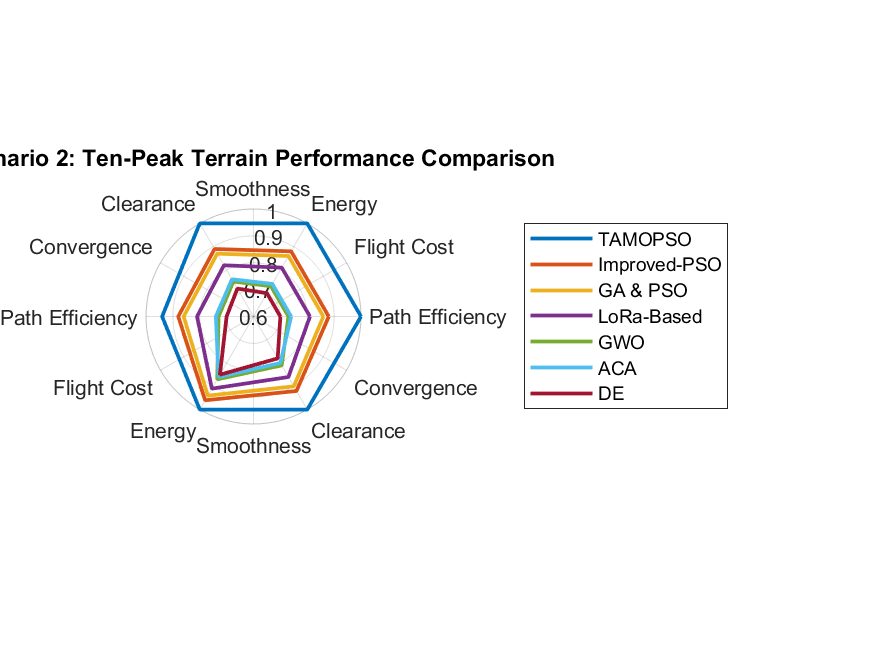 nario 2: Ten-Peak Terrain Performance Comparison
Smoothness
Clearance
Energy
1
0.9
Convergence
Flight Cost
0.8
0.7
Path Efficiency
0.6
Path Efficiency
Flight Cost
Convergence
Energy
Clearance
Smoothness
TAMOPSO
Improved-PSO
GA & PSO
LoRa-Based
GWO
ACA
DE